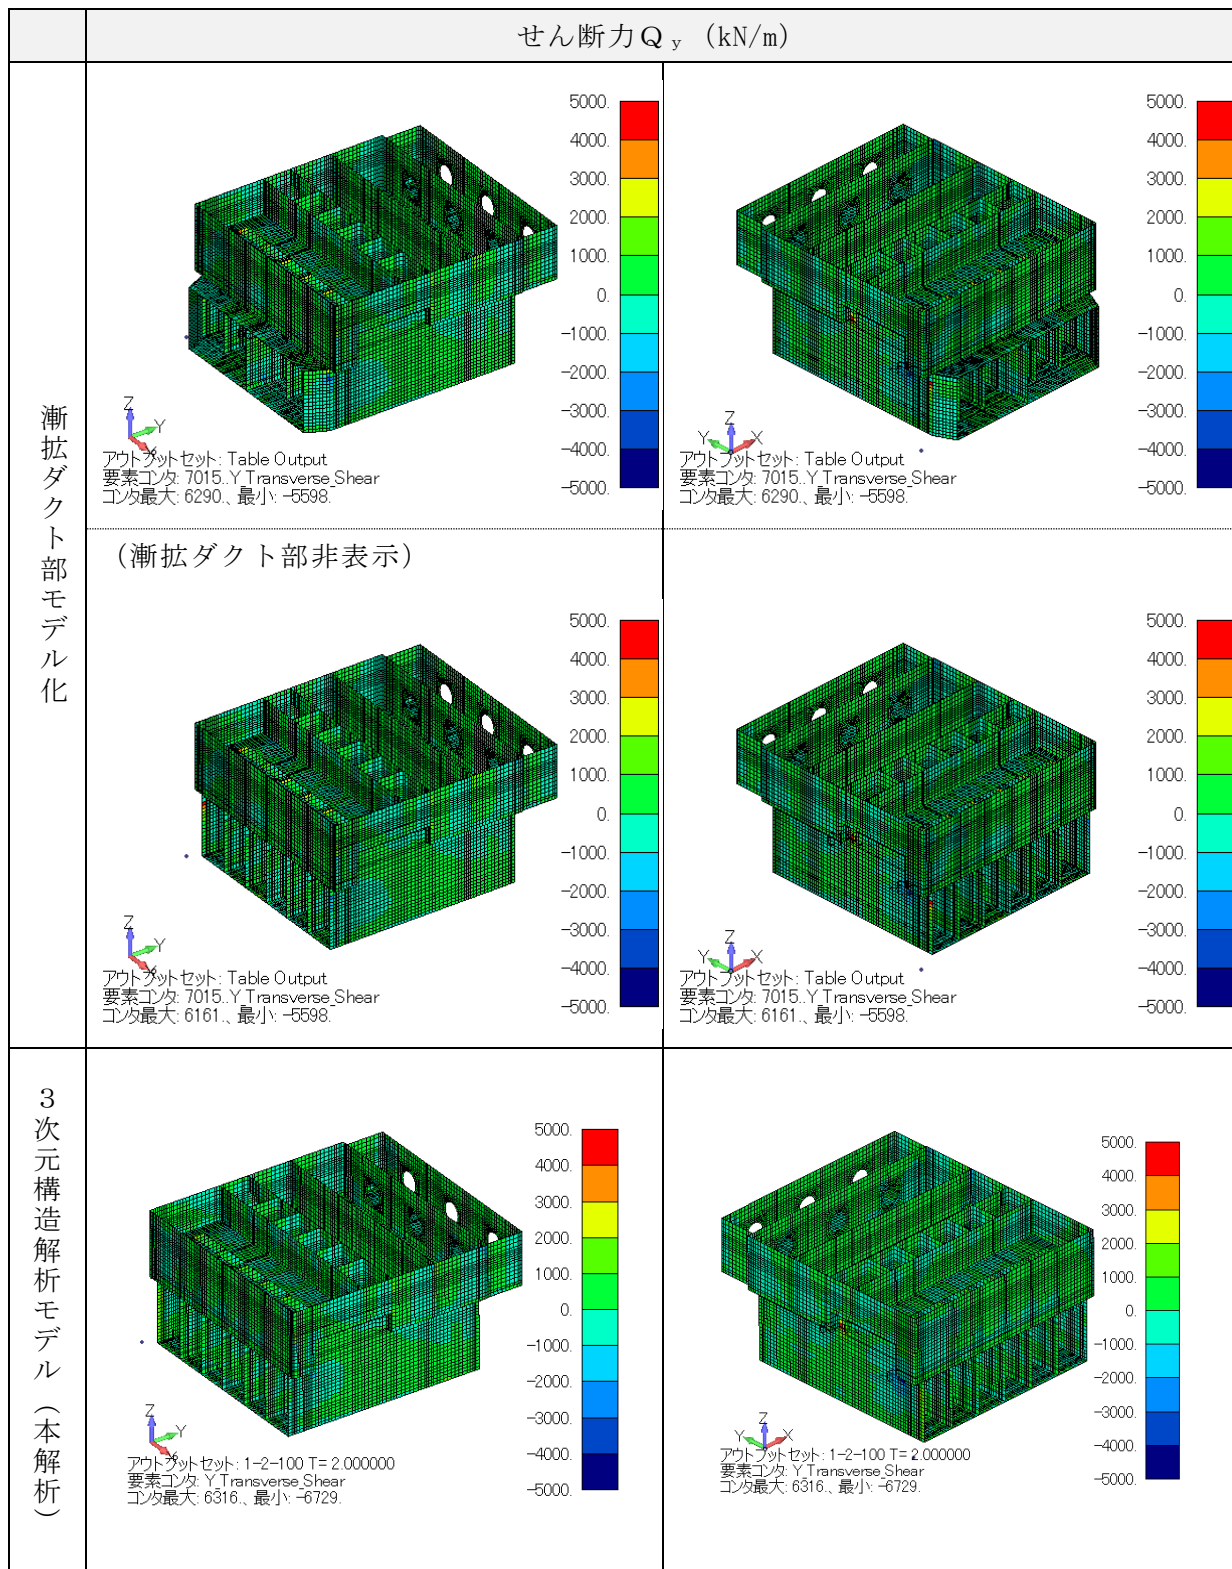 せん断力Ｑｙ (kN/m)
漸拡ダクト部モデル化
5000.
4000.
3000.
2000.
1000.
0.
-1000.
-2000.
-3000.
-4000.
-5000.
Z
Y
X
アウトプットセット: Table Output
要素コンタ: 7015..Y_Transverse_Shear
コンタ最大: 6290.、最小: -5598.
5000.
4000.
3000.
2000.
1000.
0.
-1000.
-2000.
-3000.
-4000.
-5000.
Z
Y
X
アウトプットセット: Table Output
要素コンタ: 7015..Y_Transverse_Shear
コンタ最大: 6290.、最小: -5598.
(漸拡ダクト部非表示)
5000.
4000.
3000.
2000.
1000.
0.
-1000.
-2000.
-3000.
-4000.
-5000.
Z
Y
X
アウトプットセット: Table Output
要素コンタ: 7015..Y_Transverse_Shear
コンタ最大: 6161.、最小: -5598.
5000.
4000.
3000.
2000.
1000.
0.
-1000.
-2000.
-3000.
-4000.
-5000.
Z
Y
X
アウトプットセット: Table Output
要素コンタ: 7015..Y_Transverse_Shear
コンタ最大: 6161.、最小: -5598.
３次元構造解析モデル（本解析）
5000.
4000.
3000.
2000.
1000.
0.
-1000.
-2000.
-3000.
-4000.
-5000.
Z
Y
X
アウトプットセット: 1-2-100 T= 2.000000
要素コンタ: Y_Transverse_Shear
コンタ最大: 6316.、最小: -6729.
5000.
4000.
3000.
2000.
1000.
0.
-1000.
-2000.
-3000.
-4000.
-5000.
Z
Y
X
アウトプットセット: 1-2-100 T= 2.000000
要素コンタ: Y_Transverse_Shear
コンタ最大: 6316.、最小: -6729.